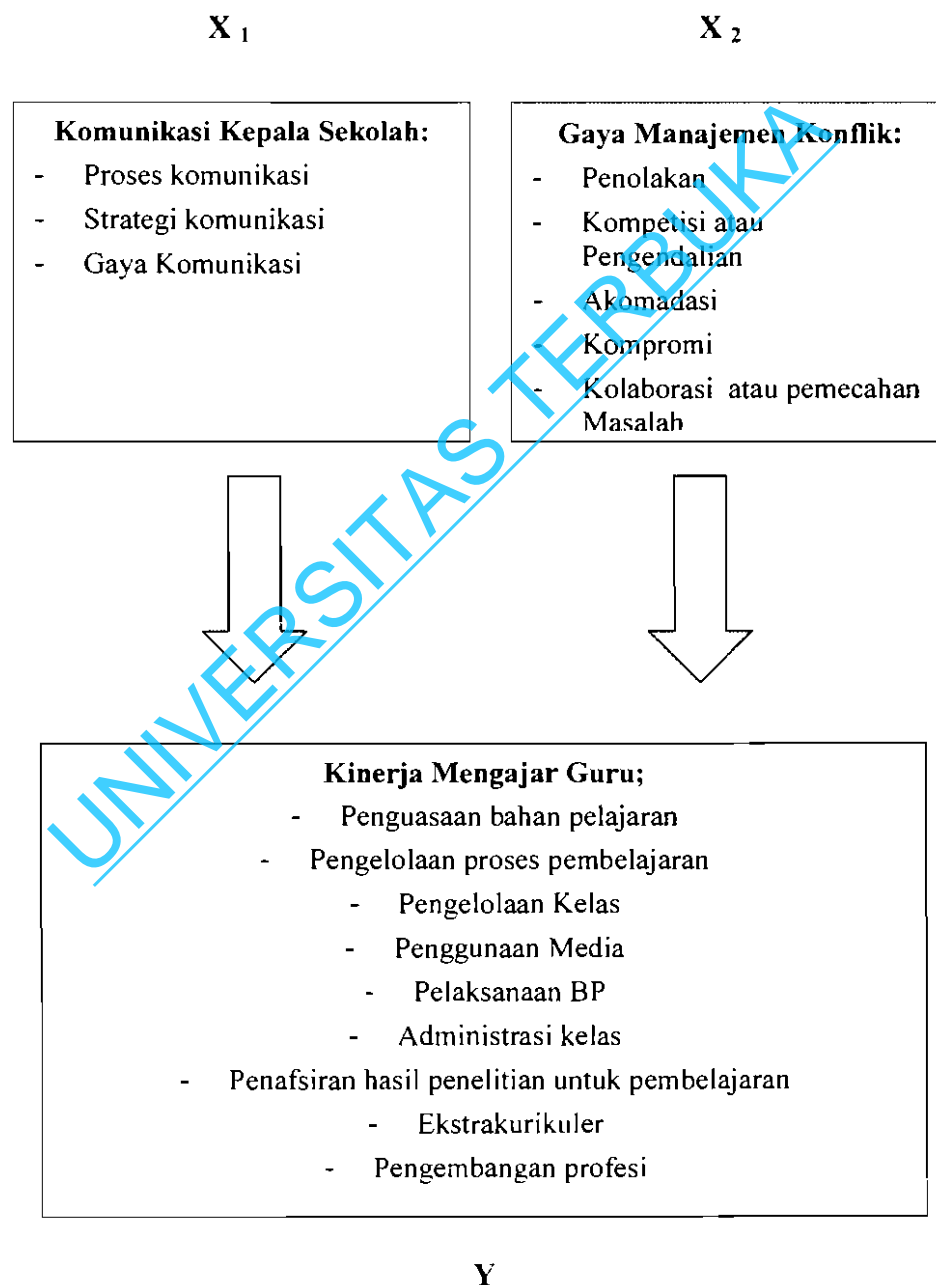 X 1
X 2
Komunikasi Kepala Sekolah:
- Proses komunikasi
- Strategi komunikasi
- Gaya Komunikasi
Gaya Manajemen Konflik:
- Penolakan
- Kompetisi atau
Pengendalian
- Akomadasi
- Kompromi
- Kolaborasi atau pemecahan
Masalah
UNIVERSITAS TERBUKA
Kinerja Mengajar Guru;
- Penguasaan bahan pelajaran
- Pengelolaan proses pembelajaran
- Pengelolaan Kelas
- Penggunaan Media
- Pelaksanaan BP
- Administrasi kelas
- Penafsiran hasil penelitian untuk pembelajaran
- Ekstrakurikuler
- Pengembangan profesi
Y